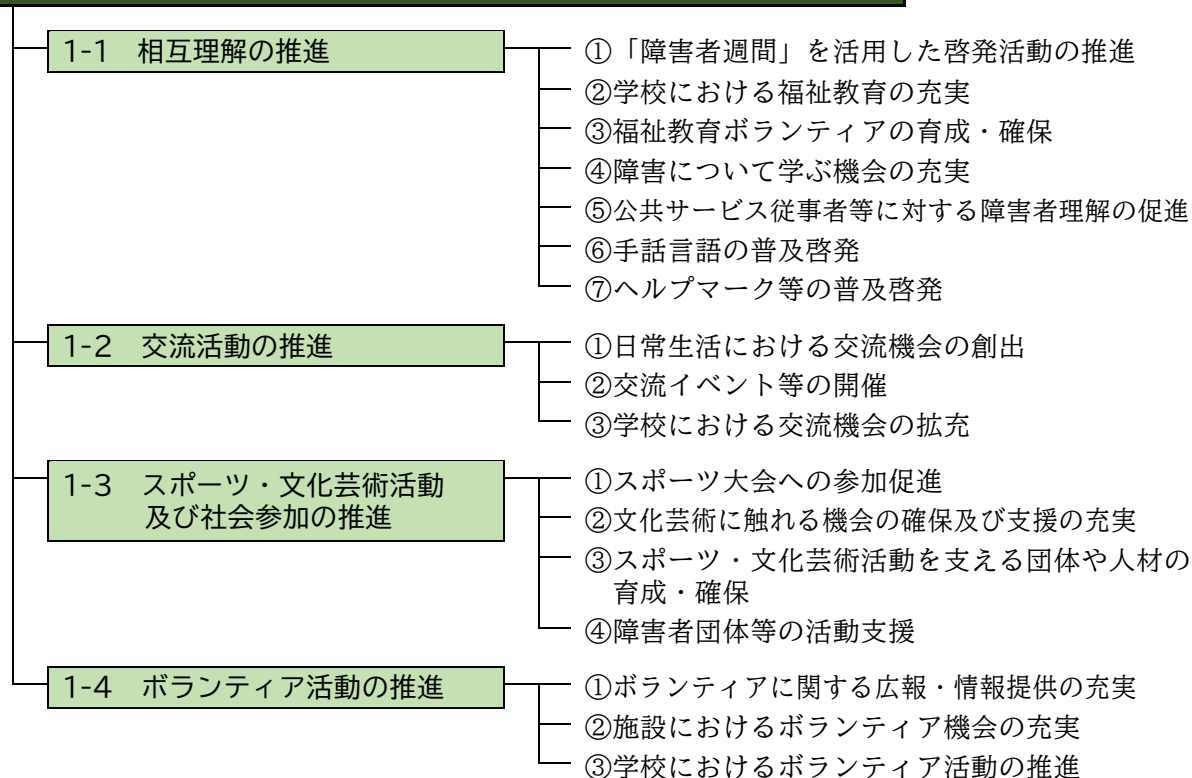 1-1 相互理解の推進
①「障害者週間」を活用した啓発活動の推進
②学校における福祉教育の充実
③福祉教育ボランティアの育成・確保
④障害について学ぶ機会の充実
⑤公共サービス従事者等に対する障害者理解の促進
⑥手話言語の普及啓発
⑦ヘルプマーク等の普及啓発
1-2 交流活動の推進
①日常生活における交流機会の創出
②交流イベント等の開催
③学校における交流機会の拡充
1-3 スポーツ・文化芸術活動
及び社会参加の推進
①スポーツ大会への参加促進
②文化芸術に触れる機会の確保及び支援の充実
③スポーツ・文化芸術活動を支える団体や人材の
育成・確保
④障害者団体等の活動支援
1-4 ボランティア活動の推進
①ボランティアに関する広報・情報提供の充実
②施設におけるボランティア機会の充実
③学校におけるボランティア活動の推進